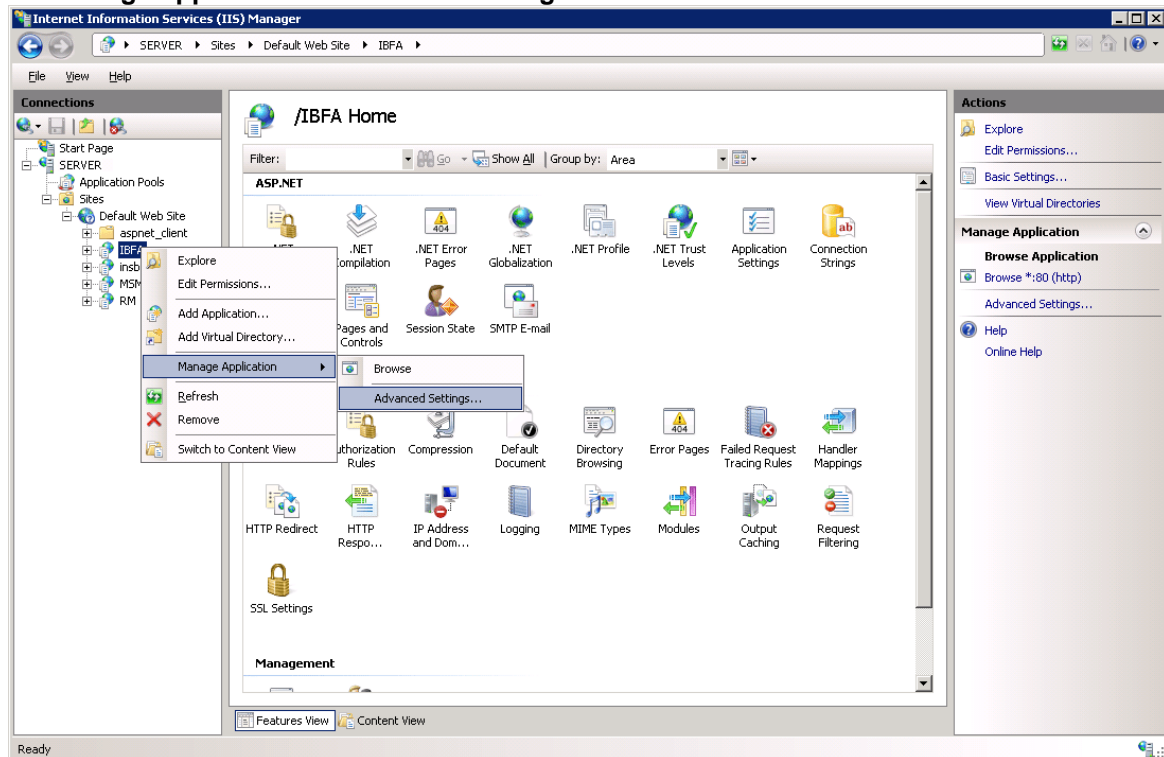 Internet Information Services (IIS) Manager
SERVER Sites Default Web Site IBFA
File View Help
Connections
Start Page
SERVER
Application Pools
Sites
Default Web Site
aspnet_client
IBFA
insb
MSM
RM
Explore
Edit Permissions...
Add Application...
Add Virtual Directory...
Manage Application
Refresh
Remove
Switch to Content View
Browse
Advanced Settings...
/IBFA Home
Filter: Go Show All Group by: Area
ASP.NET
.NET Compilation
.NET Error Pages
.NET Globalization
.NET Profile
.NET Trust Levels
Application Settings
Connection Strings
Pages and Controls
Session State
SMTP E-mail
uthorization Rules
Compression
Default Document
Directory Browsing
Error Pages
Failed Request Tracing Rules
Handler Mappings
HTTP Redirect
HTTP Respo...
IP Address and Dom...
Logging
MIME Types
Modules
Output Caching
Request Filtering
SSL Settings
Management
Features View Content View
Actions
Explore
Edit Permissions...
Basic Settings...
View Virtual Directories
Manage Application
Browse Application
Browse *:80 (http)
Advanced Settings...
Help
Online Help
Ready